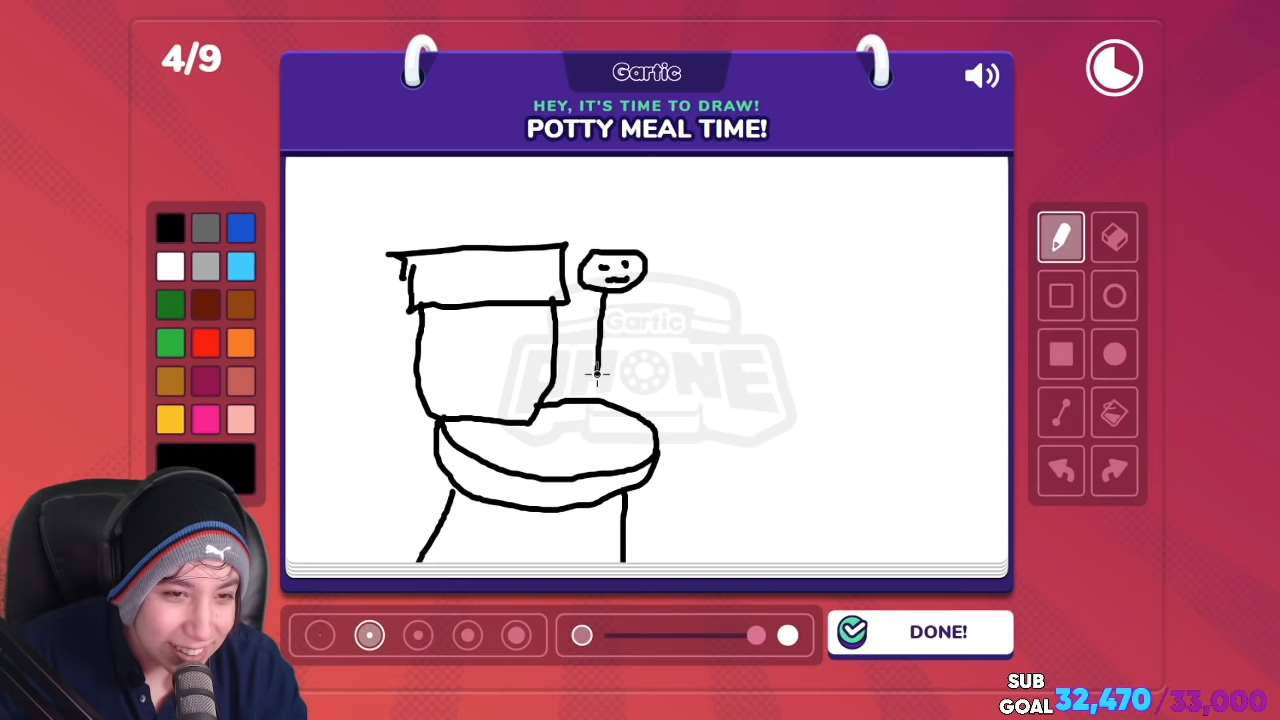 4/9
Gartic
HEY, IT'S TIME TO DRAW!
POTTY MEAL TIME!
Gartic
PHONE
DONE!
SUB
GOAL 32,470/33,000